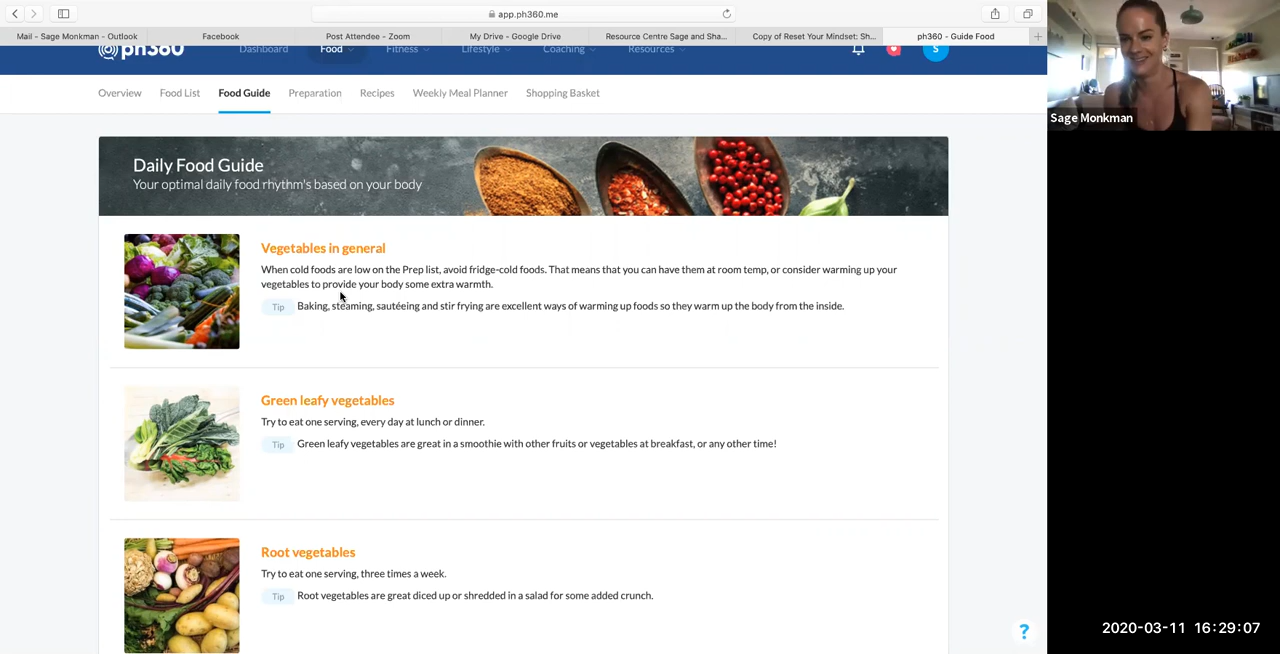 app.ph360.me
Mail - Sage Monkman - Outlook
Facebook
Post Attendee - Zoom
My Drive - Google Drive
Resource Centre Sage and Sha...
Copy of Reset Your Mindset: Sh...
ph360 - Guide Food
ph360
Dashboard
Food
Fitness
Lifestyle
Coaching
Resources
S
Sage Monkman
Overview
Food List
Food Guide
Preparation
Recipes
Weekly Meal Planner
Shopping Basket
Daily Food Guide
Your optimal daily food rhythm's based on your body
Vegetables in general
When cold foods are low on the Prep list, avoid fridge-cold foods. That means that you can have them at room temp, or consider warming up your
vegetables to provide your body some extra warmth.
Tip Baking, steaming, sautéeing and stir frying are excellent ways of warming up foods so they warm up the body from the inside.
Green leafy vegetables
Try to eat one serving, every day at lunch or dinner.
Tip Green leafy vegetables are great in a smoothie with other fruits or vegetables at breakfast, or any other time!
Root vegetables
Try to eat one serving, three times a week.
Tip Root vegetables are great diced up or shredded in a salad for some added crunch.
?
2020-03-11 16:29:07